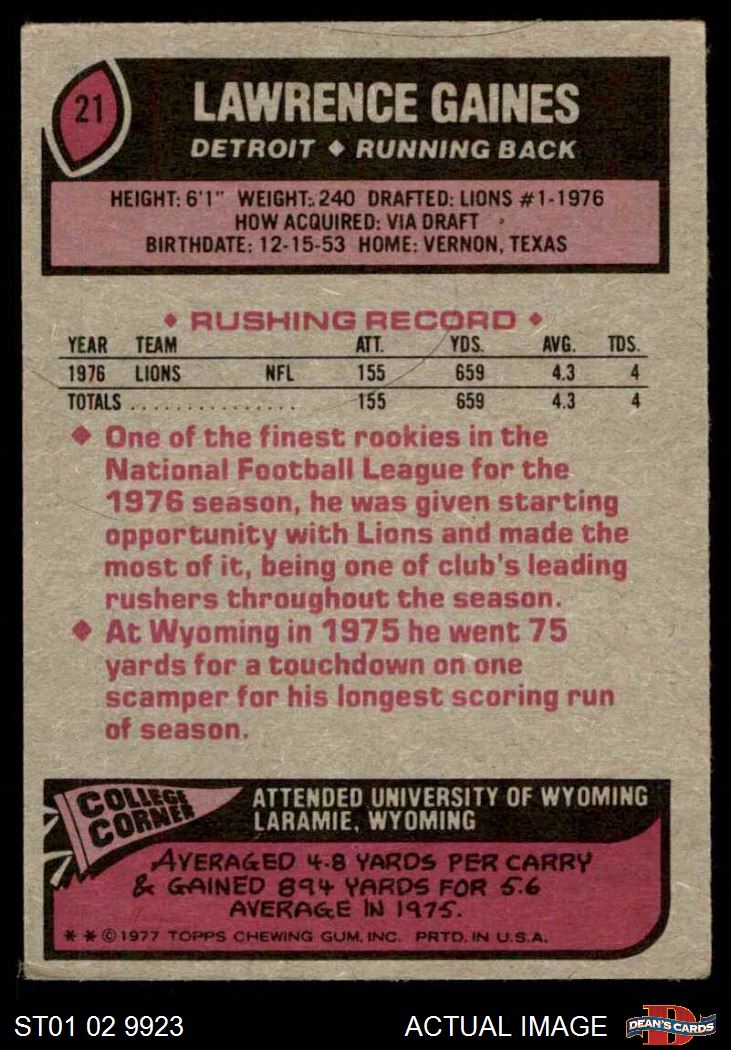 21
LAWRENCE GAINES
DETROIT ♦ RUNNING BACK
HEIGHT: 6'1" WEIGHT: 240 DRAFTED: LIONS #1-1976
HOW ACQUIRED: VIA DRAFT
BIRTHDATE: 12-15-53 HOME: VERNON, TEXAS
♦ RUSHING RECORD ♦
YEAR TEAM ATT. YDS. AVG. TDS.
1976 LIONS NFL 155 659 4.3 4
TOTALS . . . . . . . . . . . . . . . 155 659 4.3 4
♦ One of the finest rookies in the
National Football League for the
1976 season, he was given starting
opportunity with Lions and made the
most of it, being one of club's leading
rushers throughout the season.
♦ At Wyoming in 1975 he went 75
yards for a touchdown on one
scamper for his longest scoring run
of season.
COLLEGE
CORNER
ATTENDED UNIVERSITY OF WYOMING
LARAMIE, WYOMING
AVERAGED 4.8 YARDS PER CARRY
& GAINED 894 YARDS FOR 5.6
AVERAGE IN 1975.
* * © 1977 TOPPS CHEWING GUM, INC. PRTD. IN U.S.A.
ST01 02 9923
ACTUAL IMAGE
D
DEAN'S CARDS